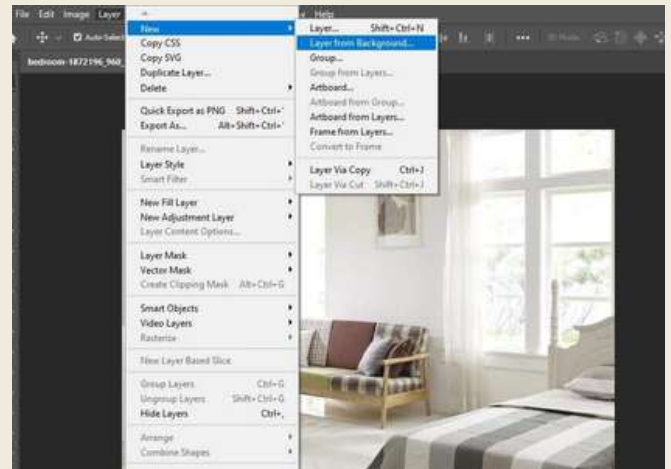 File Edit Image Layer Help
Auto-Select
bedroom-1872196_960_
New
Copy CSS
Copy SVG
Duplicate Layer...
Delete
Quick Export as PNG Shift+Ctrl+'
Export As... Alt+Shift+Ctrl+'
Rename Layer...
Layer Style
Smart Filter
New Fill Layer
New Adjustment Layer
Layer Content Options...
Layer Mask
Vector Mask
Create Clipping Mask Alt+Ctrl+G
Smart Objects
Video Layers
Rasterize
New Layer Based Slice
Group Layers Ctrl+G
Ungroup Layers Shift+Ctrl+G
Hide Layers Ctrl+,
Arrange
Combine Shapes
Layer... Shift+Ctrl+N
Layer from Background...
Group...
Group from Layers...
Artboard...
Artboard from Group...
Artboard from Layers...
Frame from Layers...
Convert to Frame
Layer Via Copy Ctrl+J
Layer Via Cut Shift+Ctrl+J